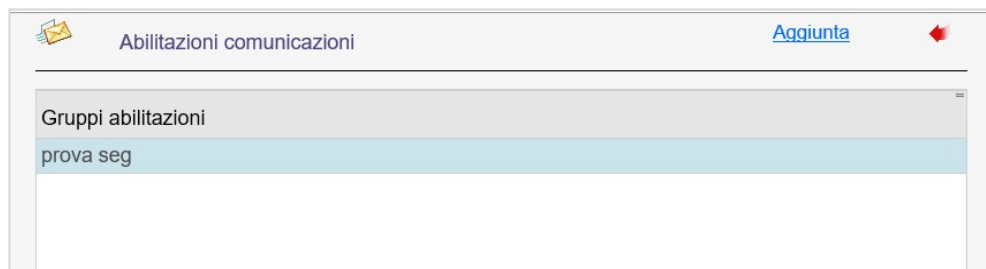 Abilitazioni comunicazioni Aggiunta
Gruppi abilitazioni
prova seg